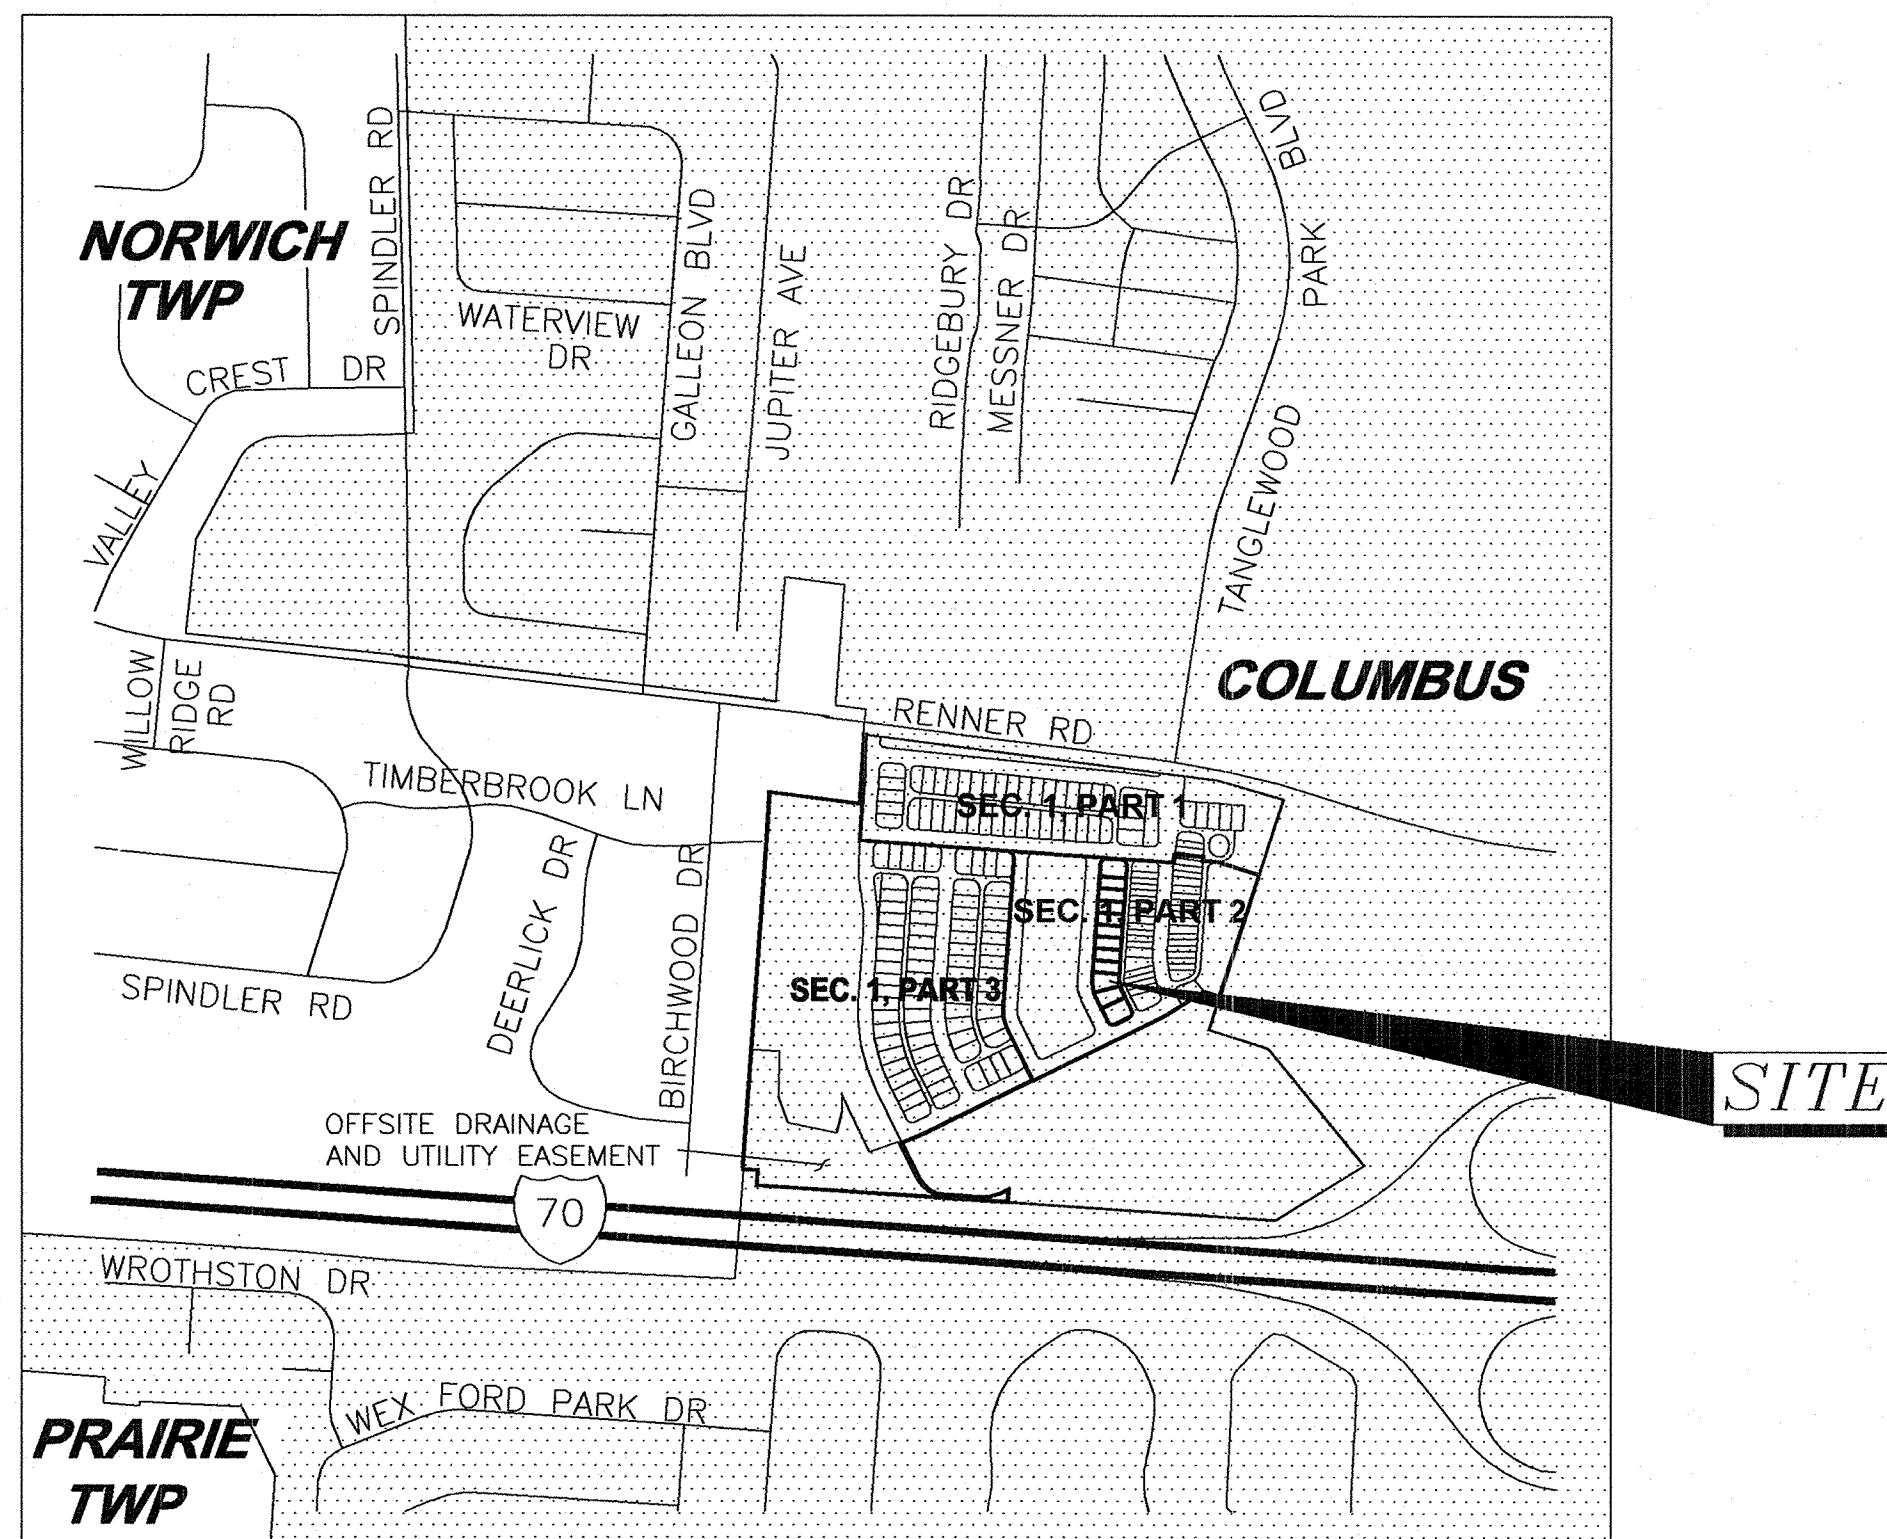 NORWICH
TWP
SPINDLER RD
WATERVIEW
DR
GALLEON BLVD
JUPITER AVE
RIDGEBURY DR
MESSNER DR
TANGLEWOOD PARK BLVD
VALLEY CREST DR
WILLOW
RIDGE
RD
COLUMBUS
RENNER RD
TIMBERBROOK LN
SEC. 1, PART 1
SEC. 1, PART 2
SEC. 1, PART 3
DEERLICK DR
BIRCHWOOD DR
SPINDLER RD
SITE
OFFSITE DRAINAGE
AND UTILITY EASEMENT
70
WROTHSTON DR
WEX FORD PARK DR
PRAIRIE
TWP